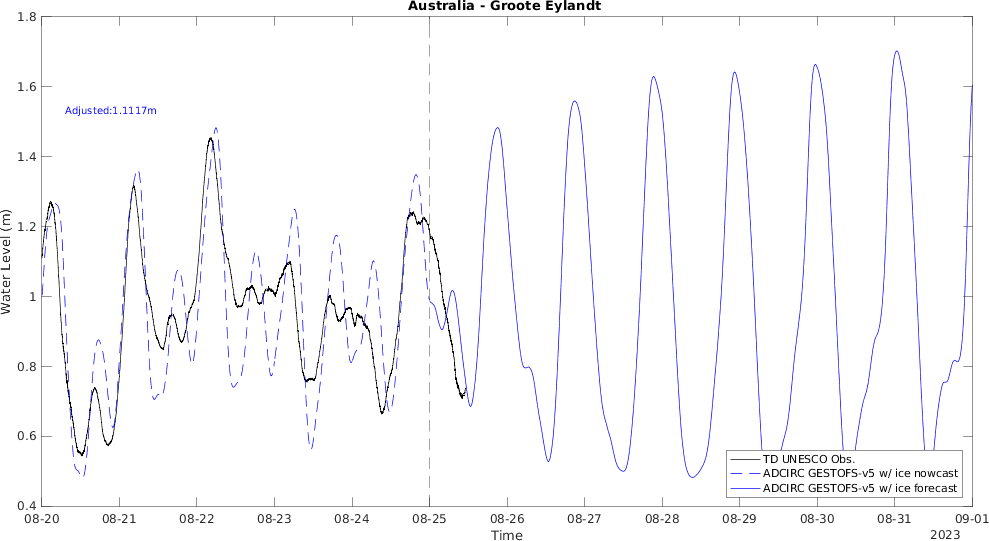 Australia - Groote Eylandt
1.8
1.6
1.4
1.2
1
0.8
0.6
0.4
Water Level (m)
Adjusted:1.1117m
TD UNESCO Obs.
ADCIRC GESTOFS-v5 w/ ice nowcast
ADCIRC GESTOFS-v5 w/ ice forecast
08-20 08-21 08-22 08-23 08-24 08-25 08-26 08-27 08-28 08-29 08-30 08-31 09-01
Time
2023